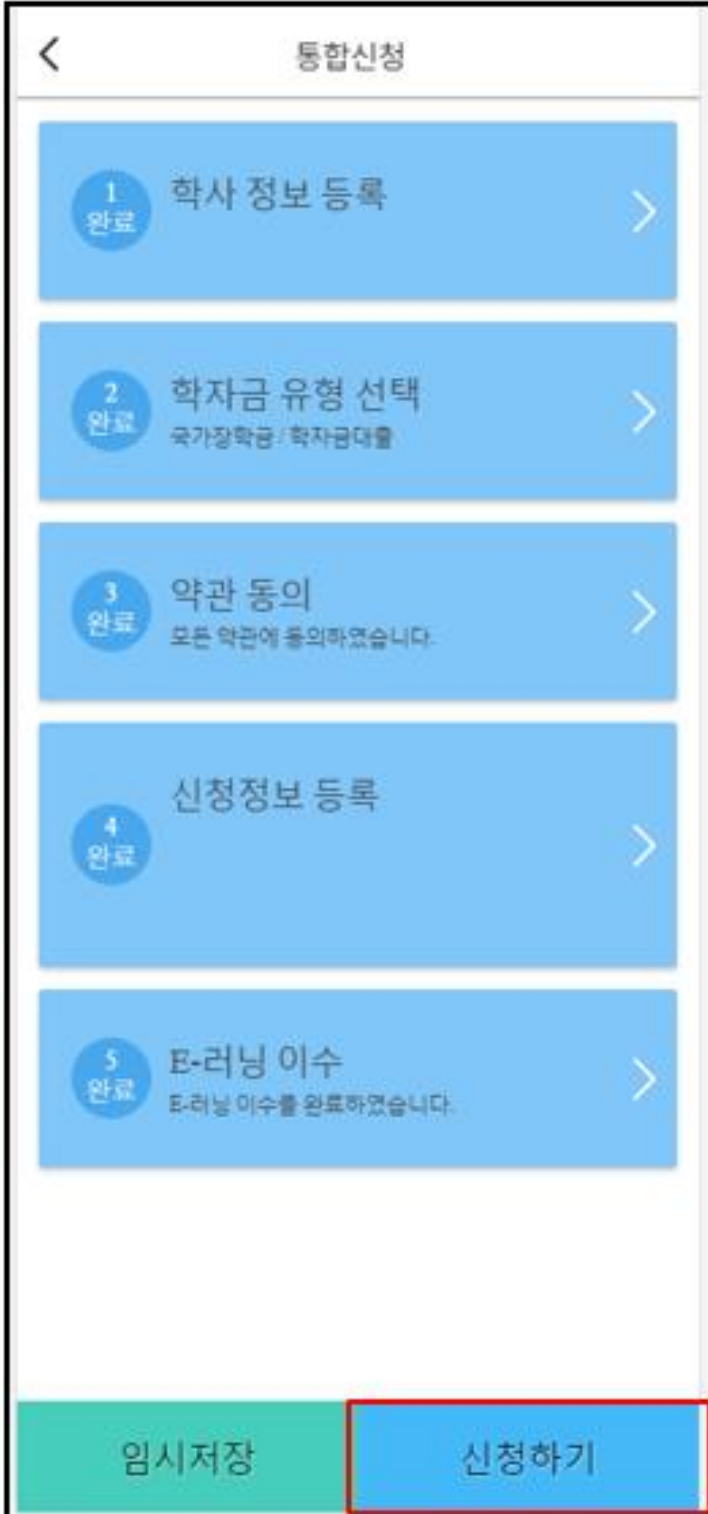 통합신청
1
완료
학사 정보 등록
2
완료
학자금 유형 선택
국가장학금 / 학자금대출
3
완료
약관 동의
모든 약관에 동의하였습니다.
4
완료
신청정보 등록
5
완료
E-러닝 이수
E-러닝 이수를 완료하였습니다.
임시저장
신청하기